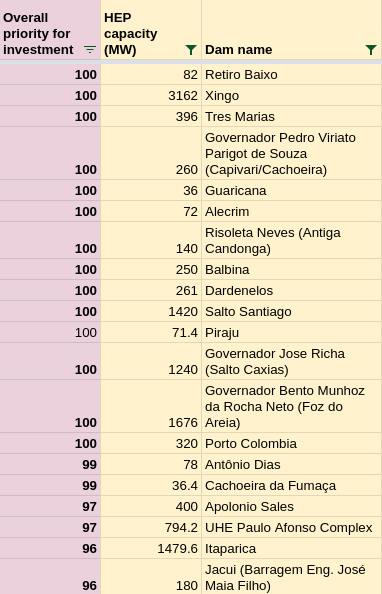 Overall priority for investment HEP capacity (MW) Dam name
100 82 Retiro Baixo
100 3162 Xingo
100 396 Tres Marias
Governador Pedro Viriato
Parigot de Souza
100 260 (Capivari/Cachoeira)
100 36 Guaricana
100 72 Alecrim
Risoleta Neves (Antiga
100 140 Candonga)
100 250 Balbina
100 261 Dardenelos
100 1420 Salto Santiago
100 71.4 Piraju
Governador Jose Richa
100 1240 (Salto Caxias)
Governador Bento Munhoz
da Rocha Neto (Foz do
100 1676 Areia)
100 320 Porto Colombia
99 78 Antônio Dias
99 36.4 Cachoeira da Fumaça
97 400 Apolonio Sales
97 794.2 UHE Paulo Afonso Complex
96 1479.6 Itaparica
Jacui (Barragem Eng. José
96 180 Maia Filho)